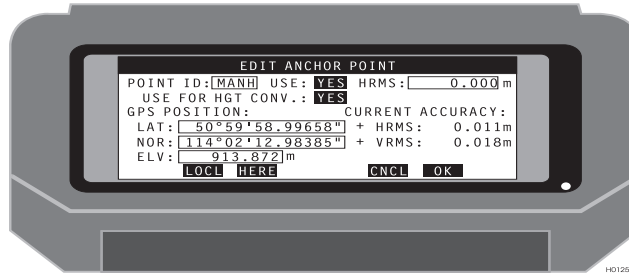 EDIT ANCHOR POINT
POINT ID: MANH USE: YES HRMS: 0.000 m
USE FOR HGT CONV.: YES
GPS POSITION: CURRENT ACCURACY:
LAT: 50°59'58.99658" + HRMS: 0.011m
NOR: 114°02'12.98385" + VRMS: 0.018m
ELV: 913.872 m
LOCL HERE CNCL OK
H0125